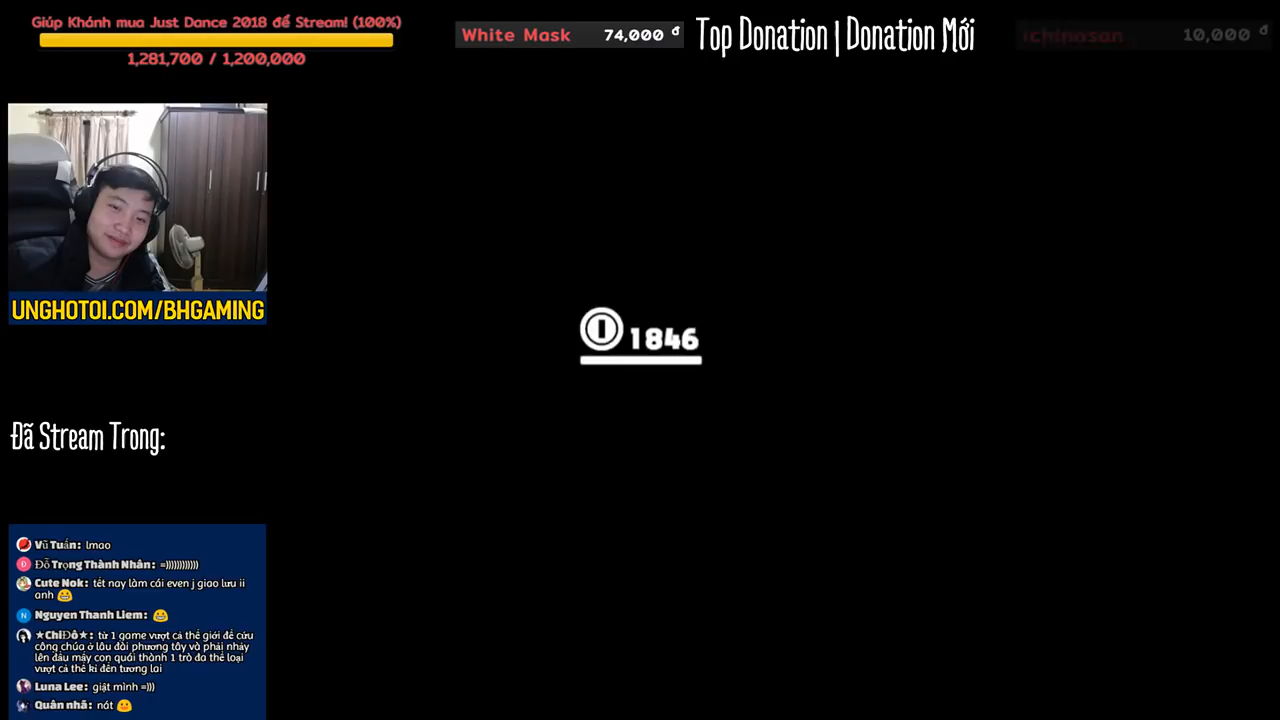 Giúp Khánh mua Just Dance 2018 để Stream! (100%)
1,281,700 / 1,200,000
White Mask 74,000 đ
Top Donation | Donation Mới
ichinosan 10,000 đ
UNGHOTOI.COM/BHGAMING
1846
Đã Stream Trong:
Vũ Tuấn: lmao
Đỗ Trọng Thành Nhân: =))))))))))))
Cute Nok: tết nay làm cái even j giao lưu ii
anh
N Nguyen Thanh Liem:
★ChiĐô★: từ 1 game vượt cả thế giới để cứu
công chúa ở lâu đài phương tây và phải nhảy
lên đầu mấy con quái thành 1 trò đa thể loại
vượt cả thế kỉ đến tương lai
Luna Lee: giật mình =)))
Quân nhã: nát